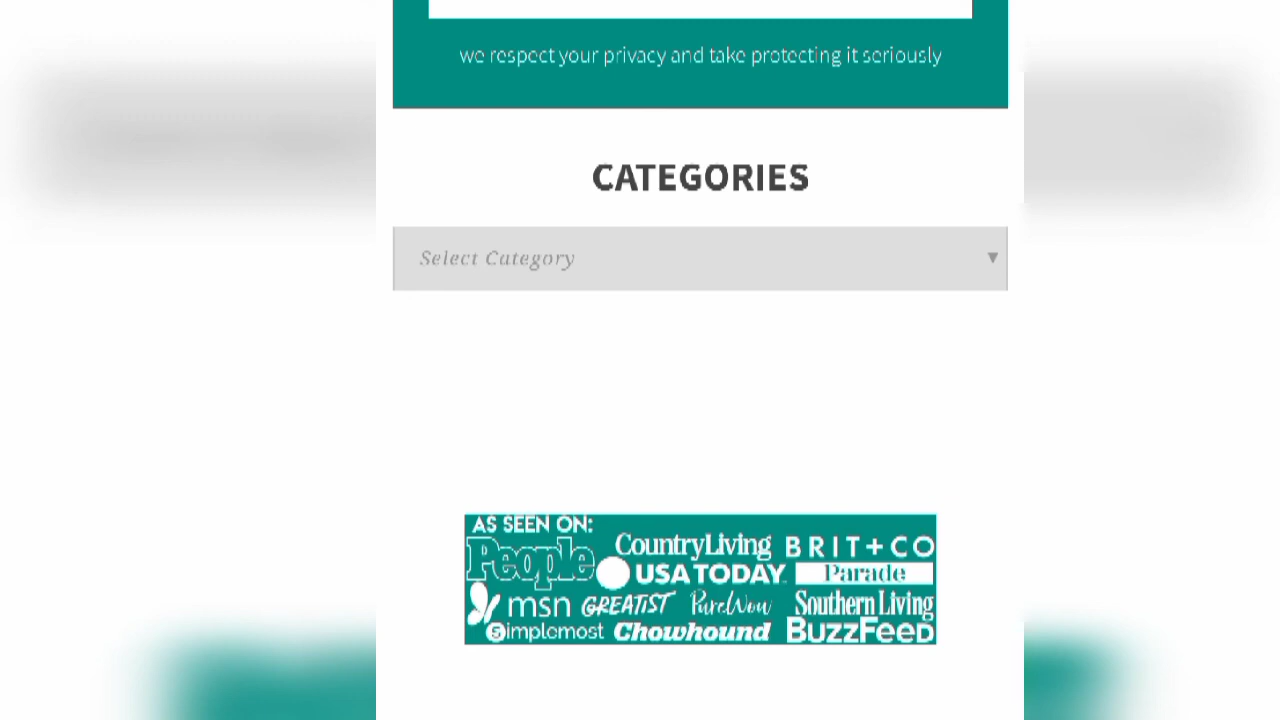 we respect your privacy and take protecting it seriously
CATEGORIES
Select Category
AS SEEN ON:
People CountryLiving BRIT+CO
USA TODAY Parade
msn GREATIST PureWow Southern Living
Simplemost Chowhound BuzzFeeD